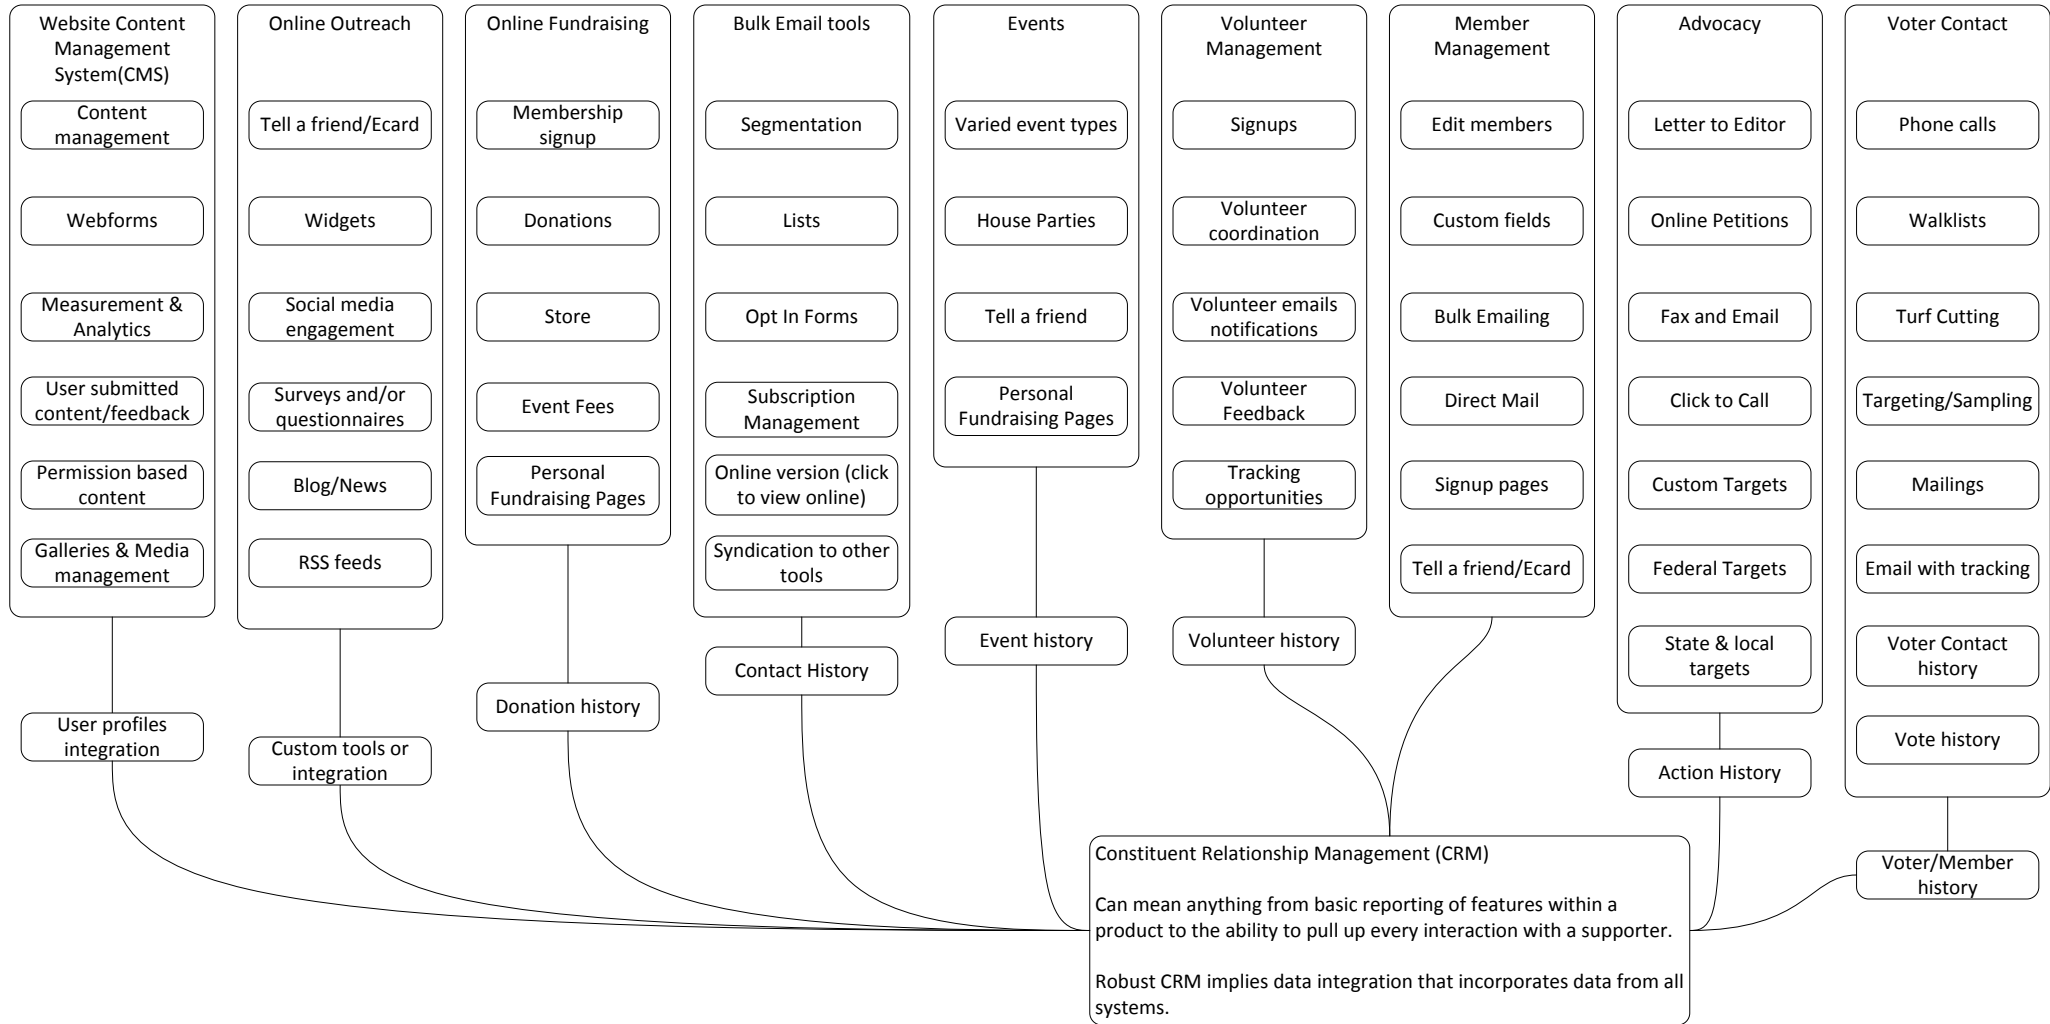 Website Content
Management
System(CMS)
Content
management
Webforms
Measurement &
Analytics
User submitted
content/feedback
Permission based
content
Galleries & Media
management
User profiles
integration
Online Outreach
Tell a friend/Ecard
Widgets
Social media
engagement
Surveys and/or
questionnaires
Blog/News
RSS feeds
Custom tools or
integration
Online Fundraising
Membership
signup
Donations
Store
Event Fees
Personal
Fundraising Pages
Donation history
Bulk Email tools
Segmentation
Lists
Opt In Forms
Subscription
Management
Online version (click
to view online)
Syndication to other
tools
Contact History
Events
Varied event types
House Parties
Tell a friend
Personal
Fundraising Pages
Event history
Volunteer
Management
Signups
Volunteer
coordination
Volunteer emails
notifications
Volunteer
Feedback
Tracking
opportunities
Volunteer history
Member
Management
Edit members
Custom fields
Bulk Emailing
Direct Mail
Signup pages
Tell a friend/Ecard
Advocacy
Letter to Editor
Online Petitions
Fax and Email
Click to Call
Custom Targets
Federal Targets
State & local
targets
Action History
Voter Contact
Phone calls
Walklists
Turf Cutting
Targeting/Sampling
Mailings
Email with tracking
Voter Contact
history
Vote history
Voter/Member
history
Constituent Relationship Management (CRM)
Can mean anything from basic reporting of features within a
product to the ability to pull up every interaction with a supporter.
Robust CRM implies data integration that incorporates data from all
systems.